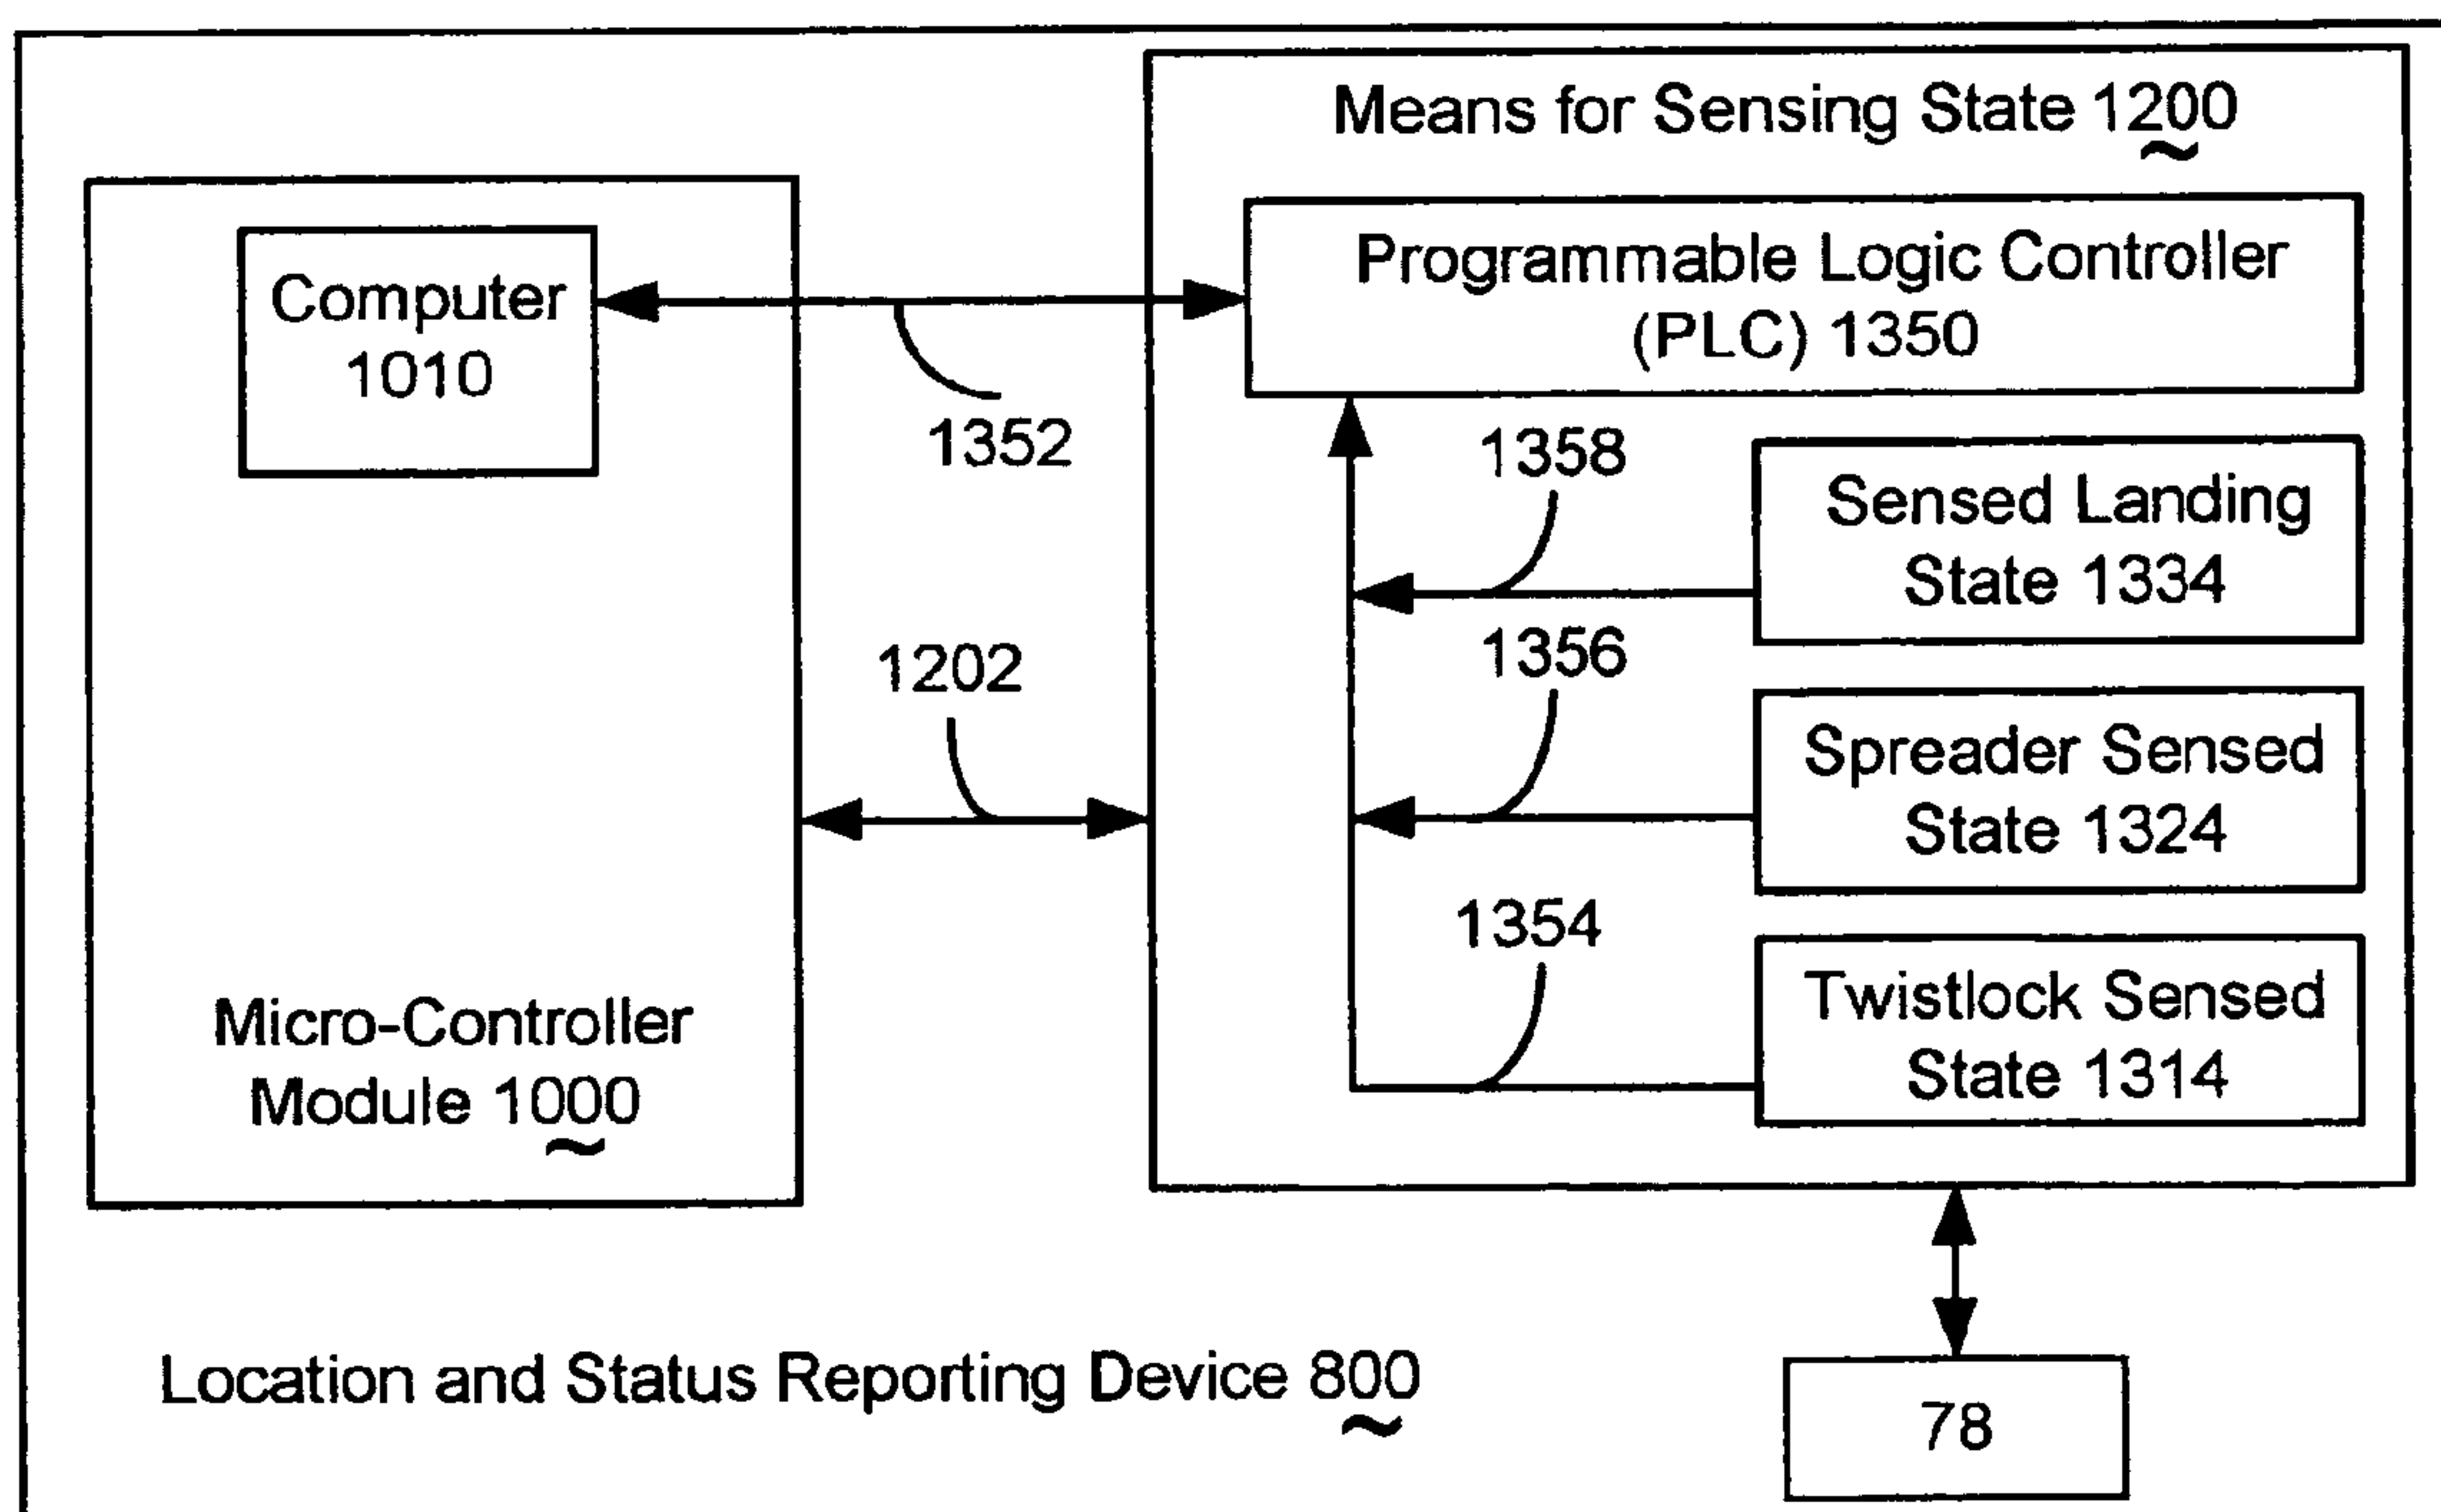 Means for Sensing State 1200
Computer
1010
Programmable Logic Controller
(PLC) 1350
1352
1358
Sensed Landing
State 1334
1202
1356
Spreader Sensed
State 1324
1354
Twistlock Sensed
State 1314
Micro-Controller
Module 1000
Location and Status Reporting Device 800
78